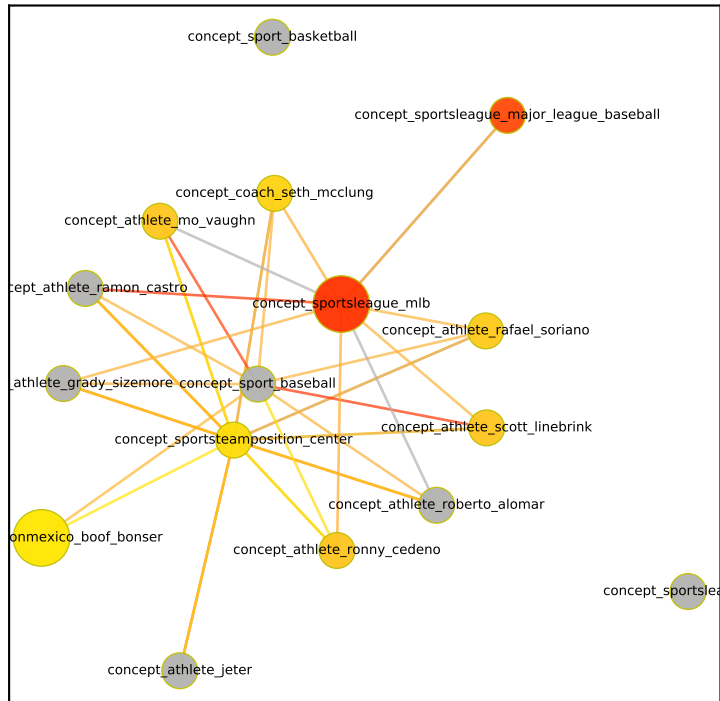 concept_sport_basketball
concept_sportsleague_major_league_baseball
concept_coach_seth_mcclung
concept_athlete_mo_vaughn
cept_athlete_ramon_castro
concept_sportsleague_mlb
concept_athlete_rafael_soriano
_athlete_grady_sizemore
concept_sport_baseball
concept_athlete_scott_linebrink
concept_sportsteamposition_center
concept_athlete_roberto_alomar
onmexico_boof_bonser
concept_athlete_ronny_cedeno
concept_sportslea
concept_athlete_jeter